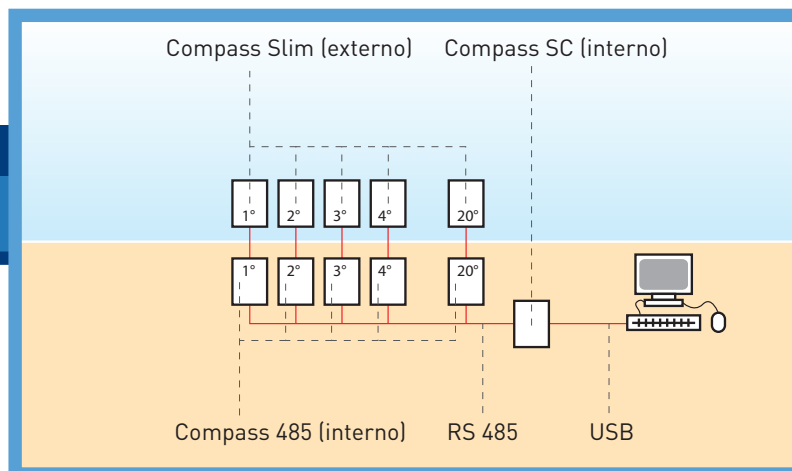 Compass Slim (externo) Compass SC (interno)
1° 2° 3° 4° 20°
1° 2° 3° 4° 20°
Compass 485 (interno) RS 485 USB